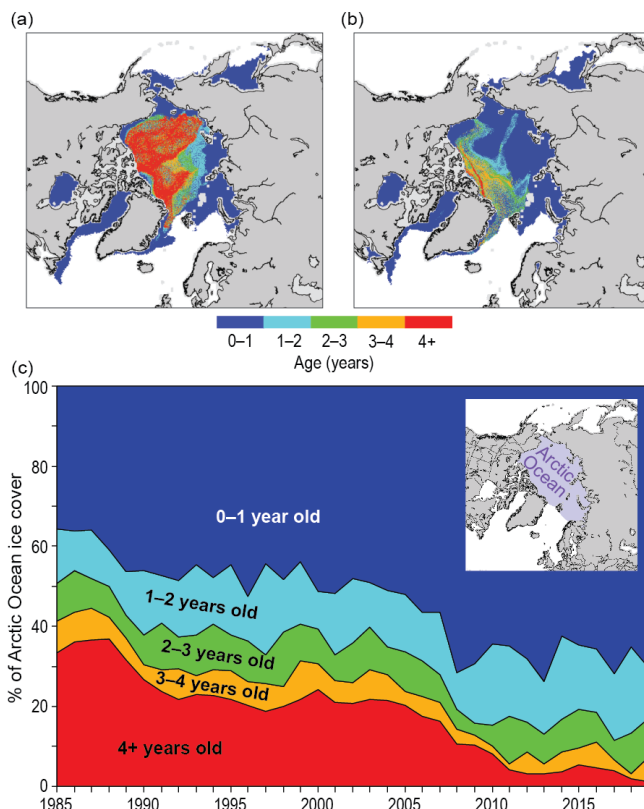 (a)
(b)
0–1 1–2 2–3 3–4 4+
Age (years)
(c)
100
80
60
40
20
0
% of Arctic Ocean ice cover
Arctic
Ocean
0–1 year old
1–2 years old
2–3 years old
3–4 years old
4+ years old
1985 1990 1995 2000 2005 2010 2015